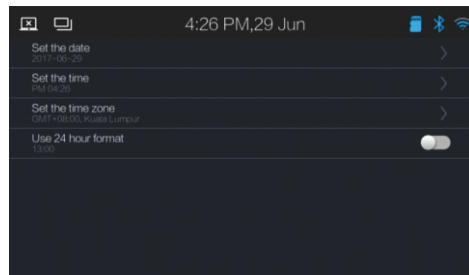 4:26 PM,29 Jun
Set the date
2017-06-29
Set the time
PM 04:26
Set the time zone
GMT+08:00, Kuala Lumpur
Use 24 hour format
13:00